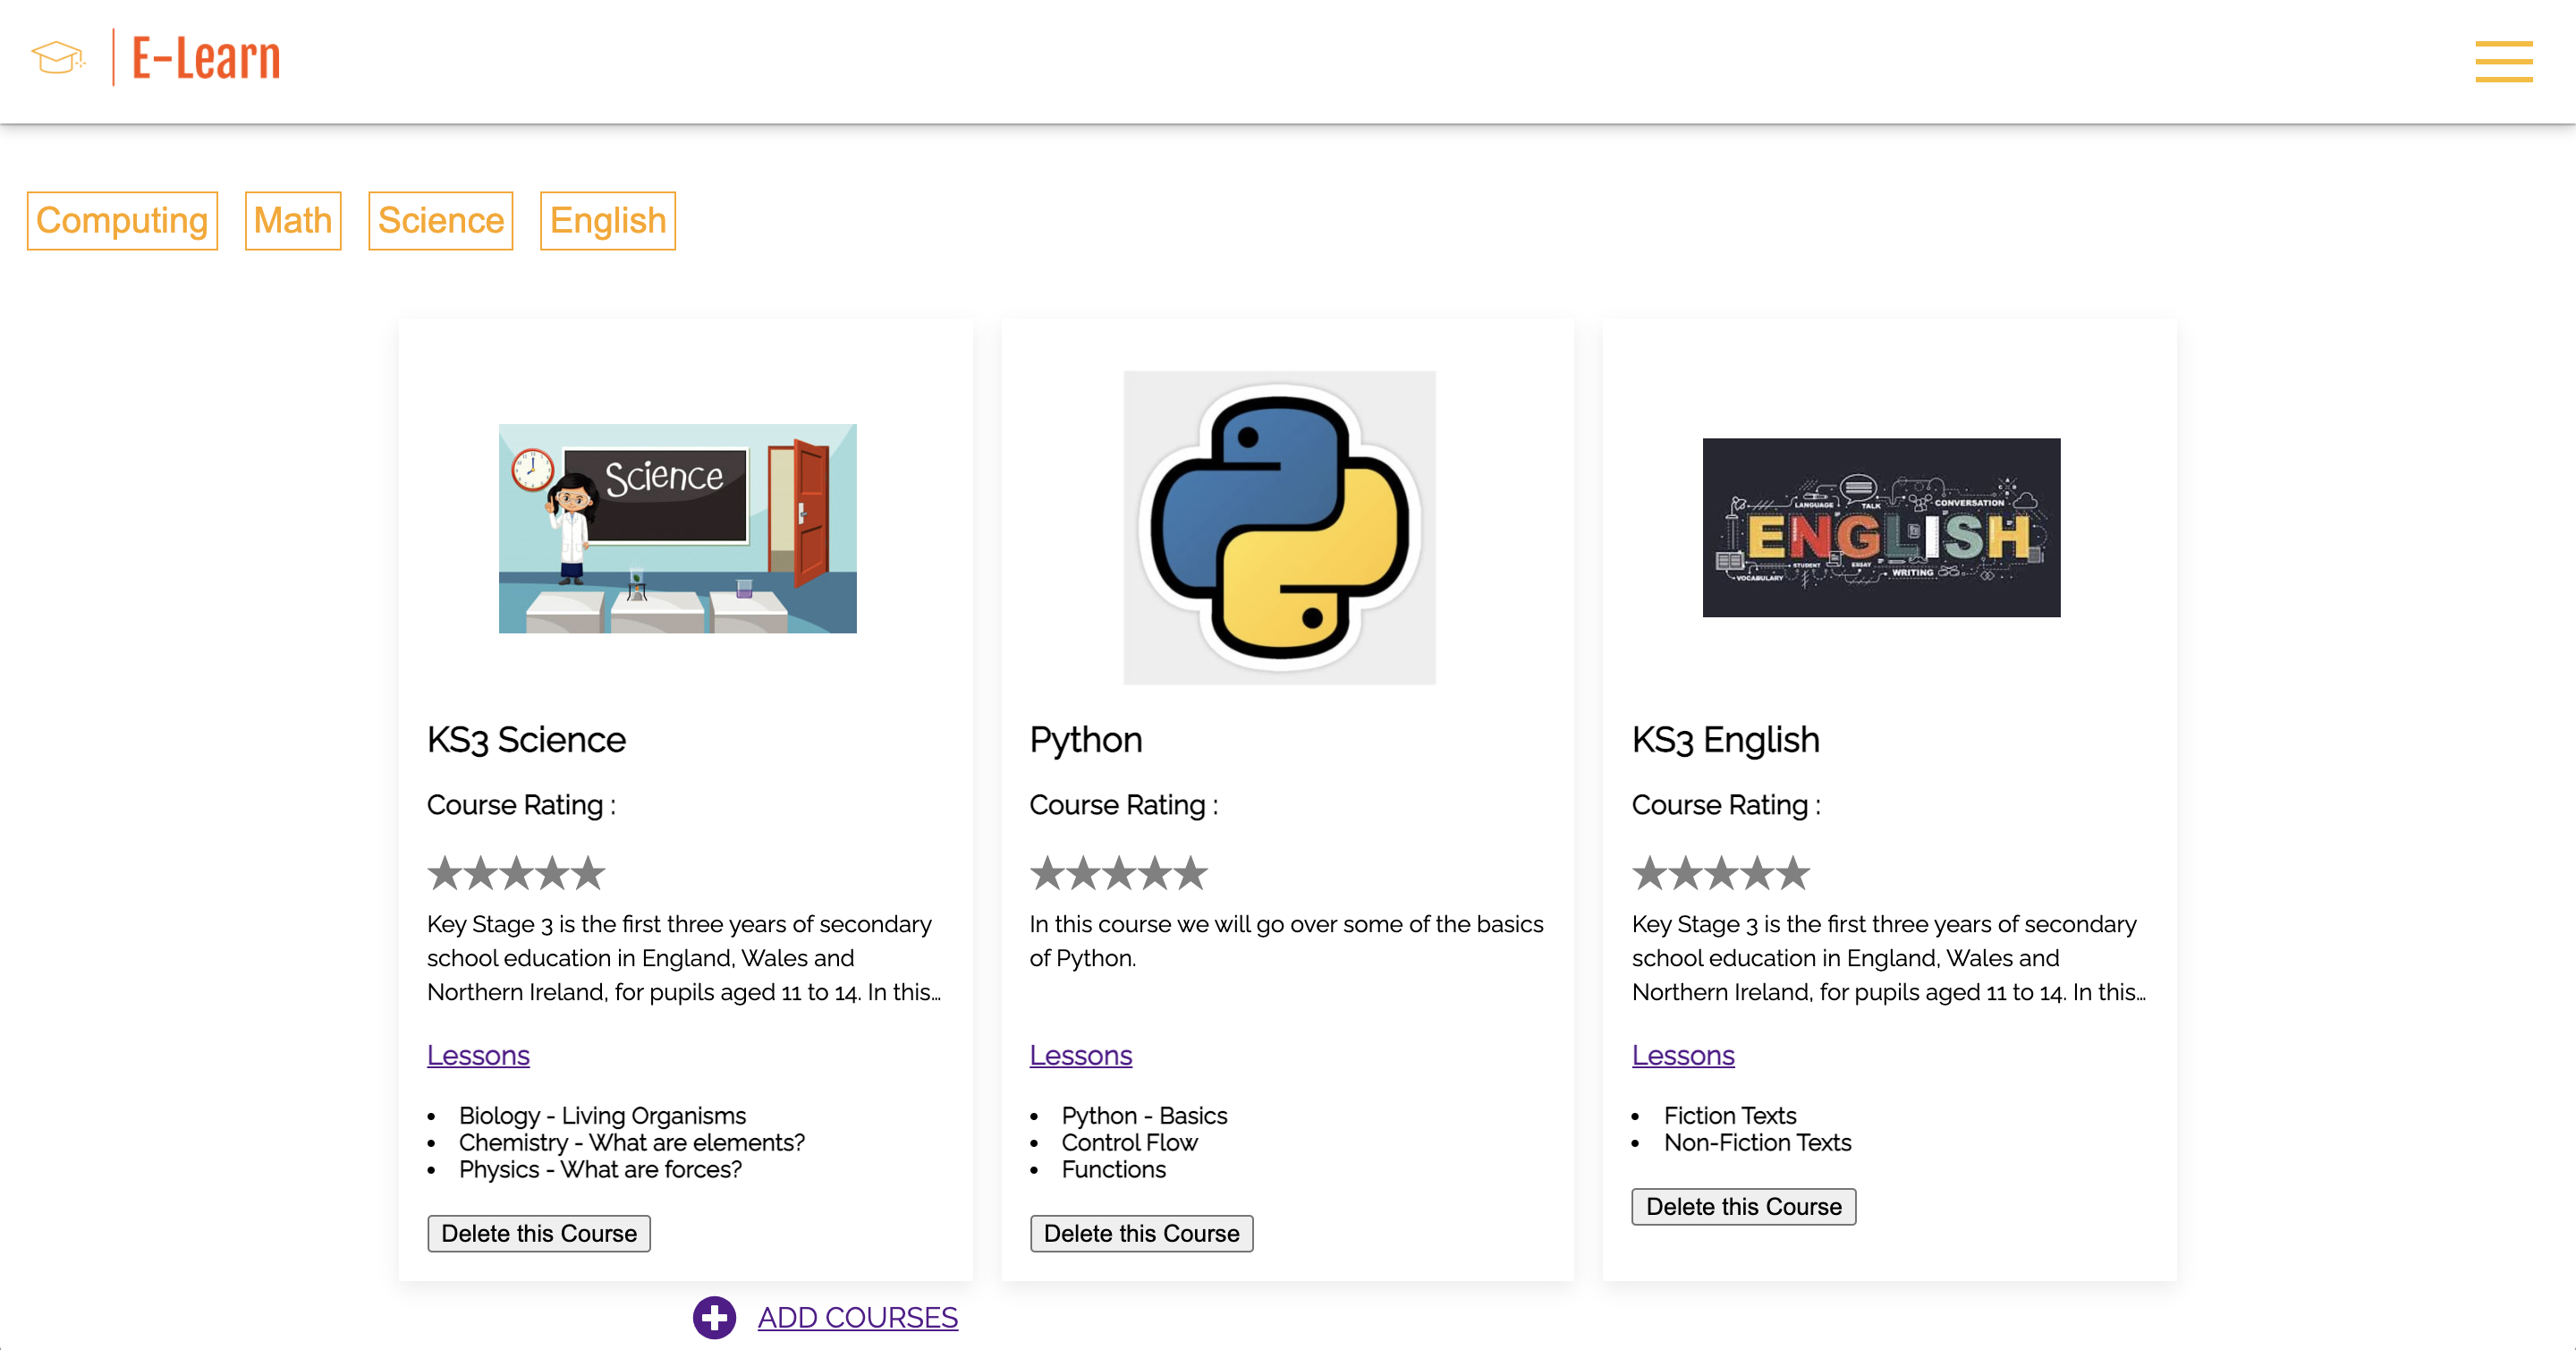 E-Learn
Computing Math Science English
Science
LANGUAGE TALK CONVERSATION
ENGLISH
VOCABULARY STUDENT ESSAY WRITING
KS3 Science
Course Rating :
Key Stage 3 is the first three years of secondary
school education in England, Wales and
Northern Ireland, for pupils aged 11 to 14. In this...
Lessons
• Biology - Living Organisms
• Chemistry - What are elements?
• Physics - What are forces?
Delete this Course
Python
Course Rating :
In this course we will go over some of the basics
of Python.
Lessons
• Python - Basics
• Control Flow
• Functions
Delete this Course
KS3 English
Course Rating :
Key Stage 3 is the first three years of secondary
school education in England, Wales and
Northern Ireland, for pupils aged 11 to 14. In this...
Lessons
• Fiction Texts
• Non-Fiction Texts
Delete this Course
ADD COURSES